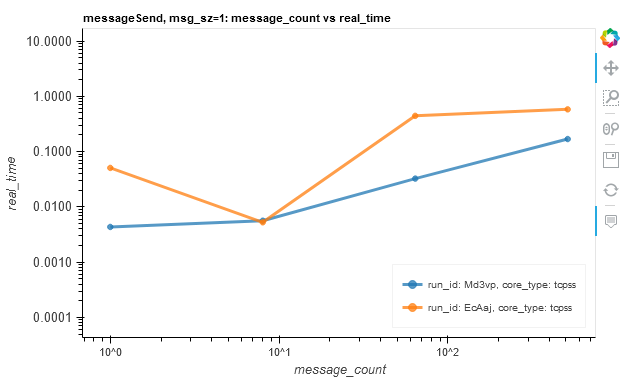 messageSend, msg_sz=1: message_count vs real_time
10.0000
1.0000
0.1000
0.0100
0.0010
0.0001
real_time
10^0
10^1
10^2
message_count
run_id: Md3vp, core_type: tcpss
run_id: EcAaj, core_type: tcpss